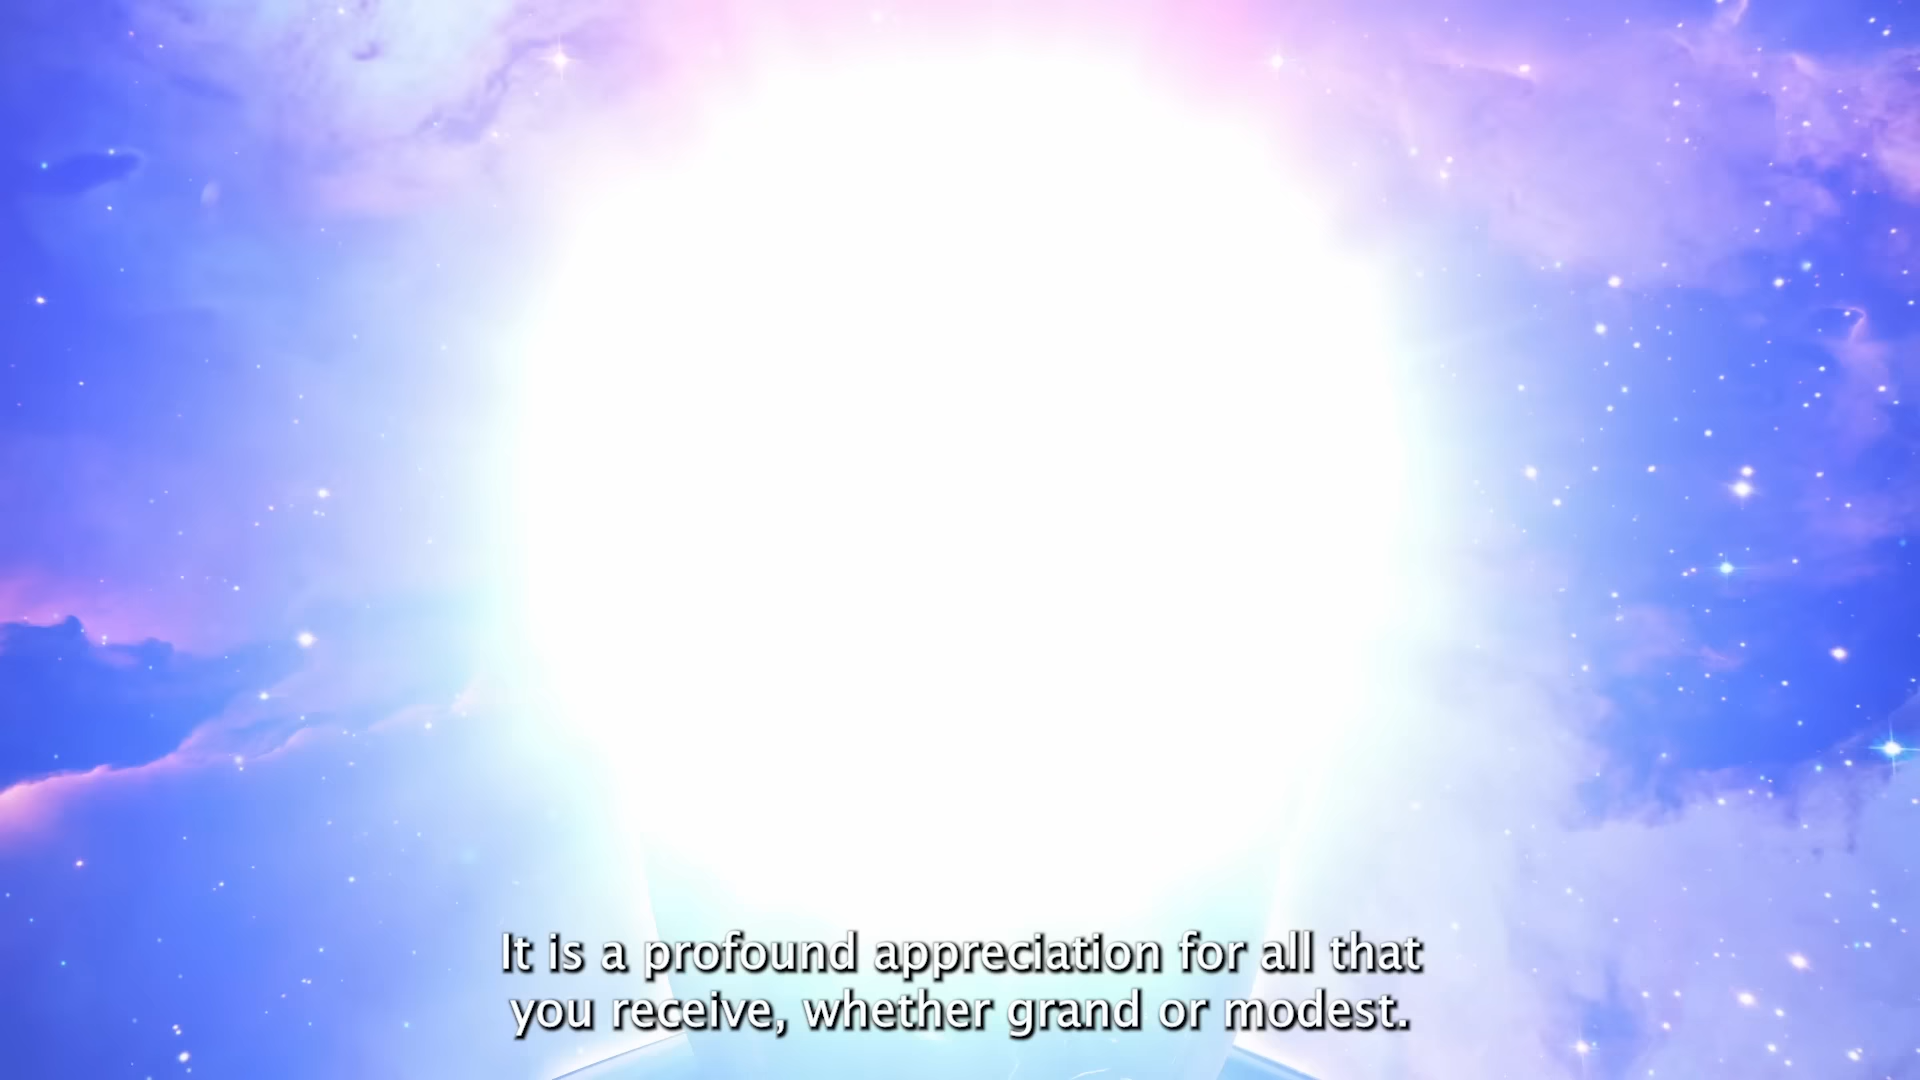 It is a profound appreciation for all that
you receive, whether grand or modest.